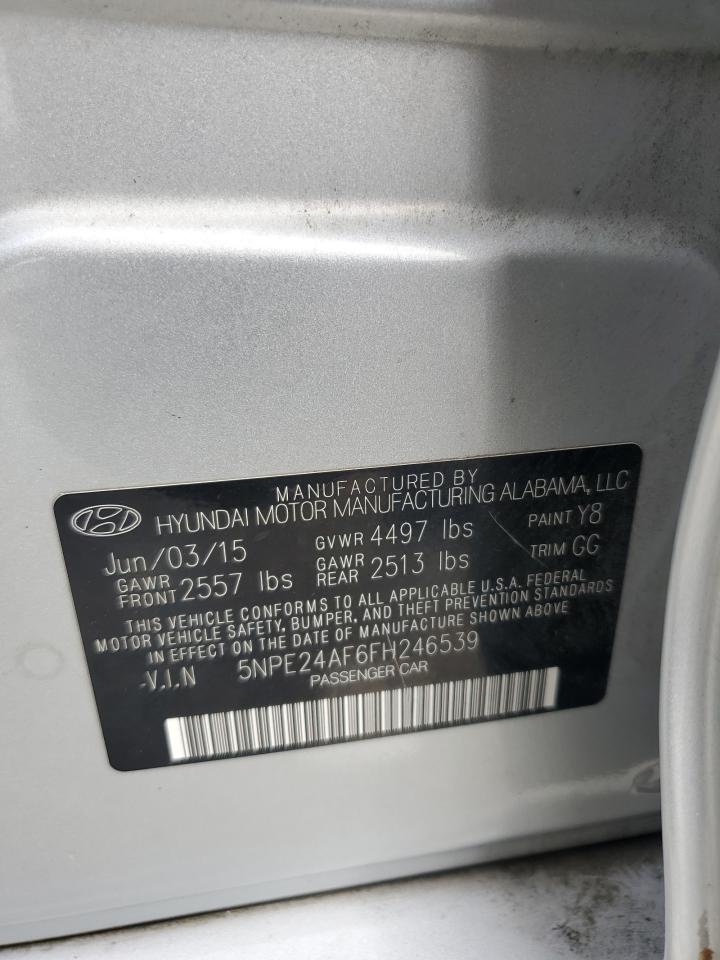 MANUFACTURED BY
HYUNDAI MOTOR MANUFACTURING ALABAMA, LLC
Jun/03/15 GVWR 4497 lbs PAINT Y8
GAWR FRONT 2557 lbs GAWR REAR 2513 lbs TRIM GG
THIS VEHICLE CONFORMS TO ALL APPLICABLE U.S.A. FEDERAL
MOTOR VEHICLE SAFETY, BUMPER, AND THEFT PREVENTION STANDARDS
IN EFFECT ON THE DATE OF MANUFACTURE SHOWN ABOVE
-V.I.N 5NPE24AF6FH246539
PASSENGER CAR